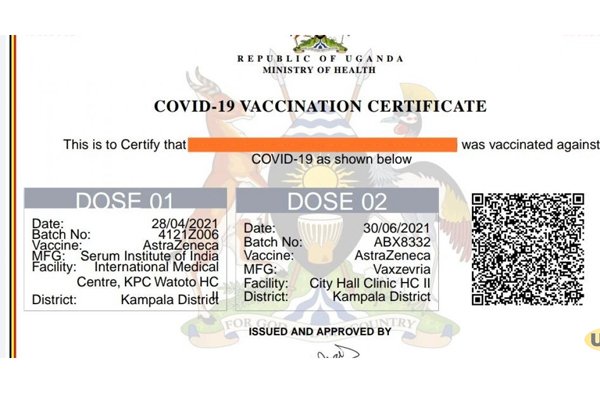 REPUBLIC OF UGANDA
MINISTRY OF HEALTH
COVID-19 VACCINATION CERTIFICATE
This is to Certify that was vacinated against
COVID-19 as shown below
DOSE 01
Date: 28/04/2021
Batch No: 4121Z006
Vaccine: AstraZeneca
MFG: Serum Institute of India
Facility: International Medical
Centre, KPC Watoto HC
II
District: Kampala District
DOSE 02
Date: 30/06/2021
Batch No: ABX8332
Vaccine: AstraZeneca
MFG: Vaxzevria
Facility: City Hall Clinic HC II
District: Kampala District
FOR GOD COUNTRY
ISSUED AND APPROVED BY
U